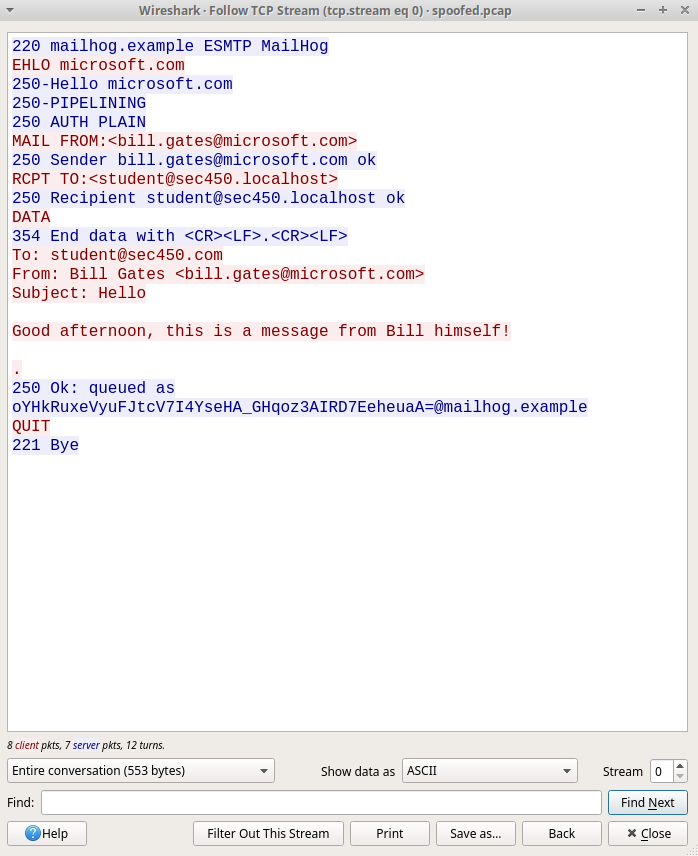 Wireshark · Follow TCP Stream (tcp.stream eq 0) · spoofed.pcap
220 mailhog.example ESMTP MailHog
EHLO microsoft.com
250-Hello microsoft.com
250-PIPELINING
250 AUTH PLAIN
MAIL FROM:<bill.gates@microsoft.com>
250 Sender bill.gates@microsoft.com ok
RCPT TO:<student@sec450.localhost>
250 Recipient student@sec450.localhost ok
DATA
354 End data with <CR><LF>.<CR><LF>
To: student@sec450.com
From: Bill Gates <bill.gates@microsoft.com>
Subject: Hello
Good afternoon, this is a message from Bill himself!
.
250 Ok: queued as
oYHkRuxeVyuFJtcV7I4YseHA_GHqoz3AIRD7EeheuaA=@mailhog.example
QUIT
221 Bye
8 client pkts, 7 server pkts, 12 turns.
Entire conversation (553 bytes) Show data as ASCII Stream 0
Find: Find Next
Help Filter Out This Stream Print Save as... Back Close